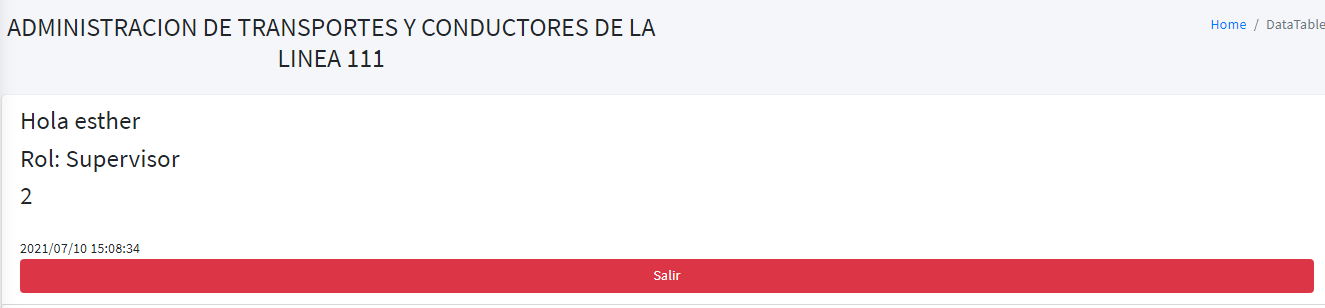 ADMINISTRACION DE TRANSPORTES Y CONDUCTORES DE LA
LINEA 111
Home / DataTable
Hola esther
Rol: Supervisor
2
2021/07/10 15:08:34
Salir